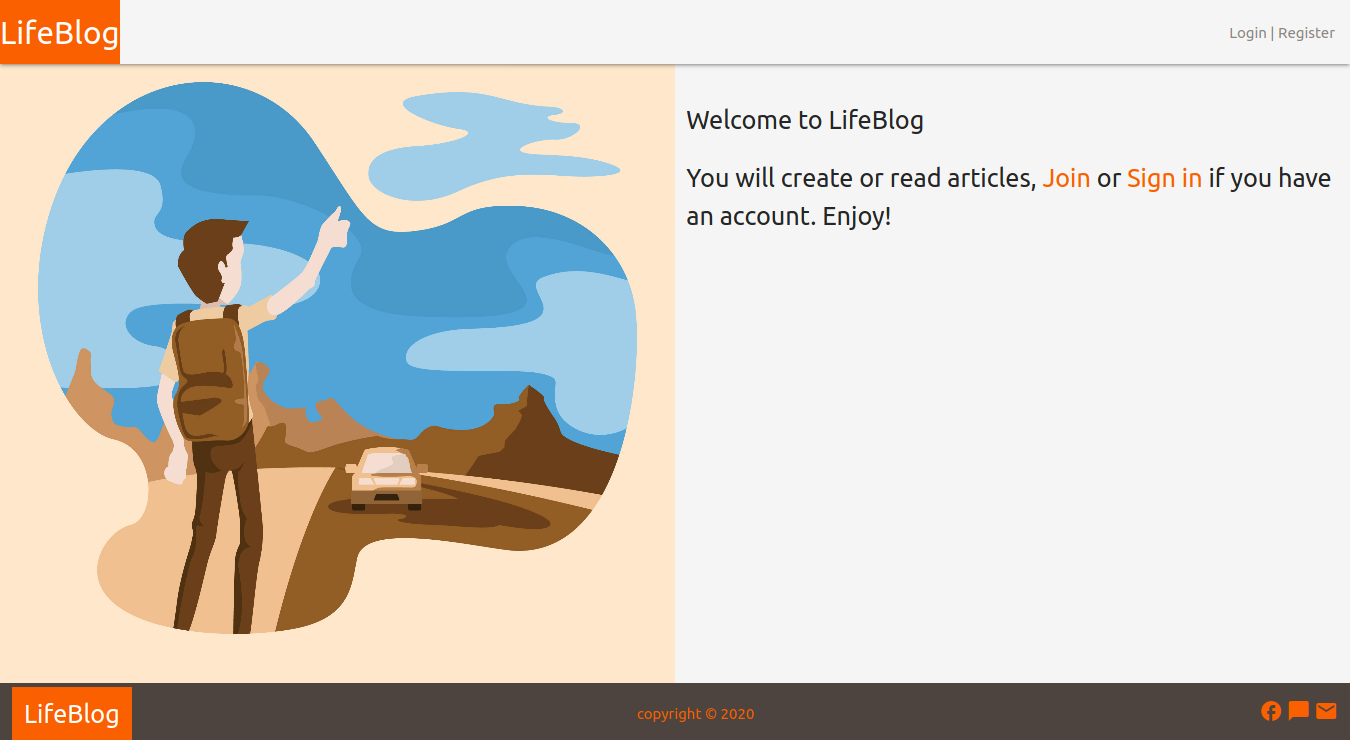 LifeBlog
Login | Register
Welcome to LifeBlog
You will create or read articles, Join or Sign in if you have
an account. Enjoy!
LifeBlog
copyright © 2020